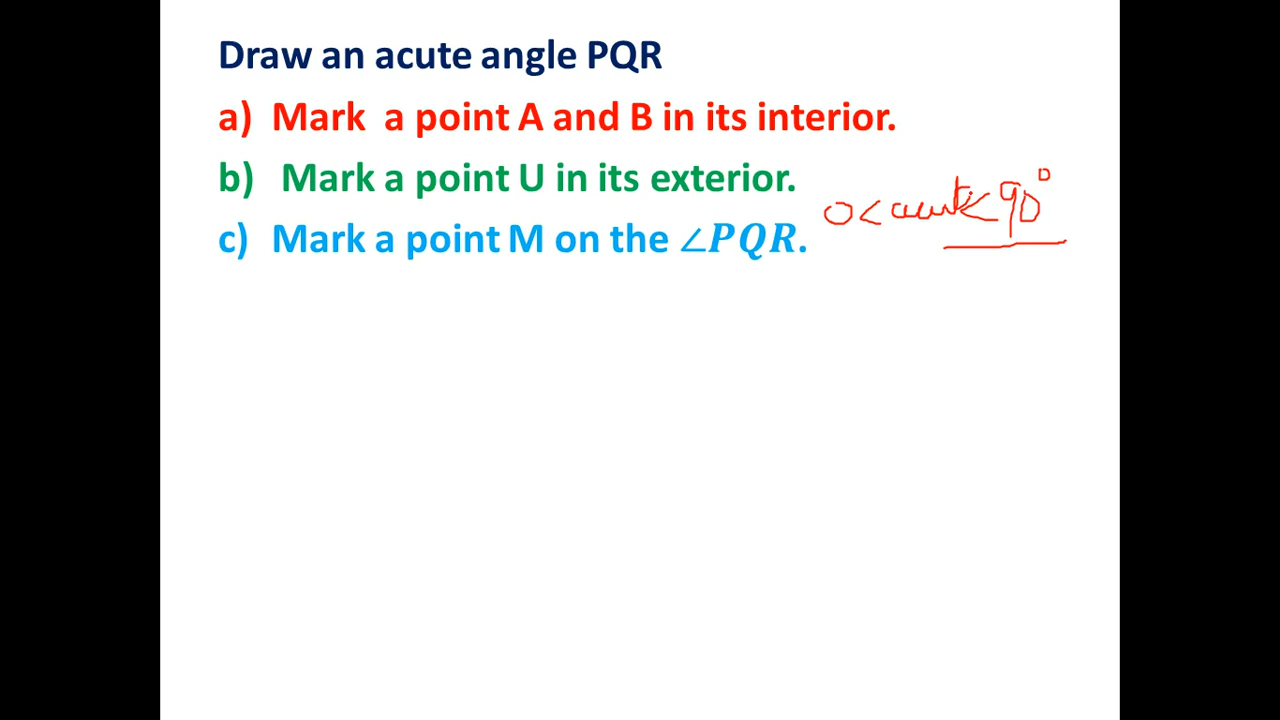 Draw an acute angle PQR
a) Mark a point A and B in its interior.
b) Mark a point U in its exterior.
0 < acute < 90°
c) Mark a point M on the ∠PQR.